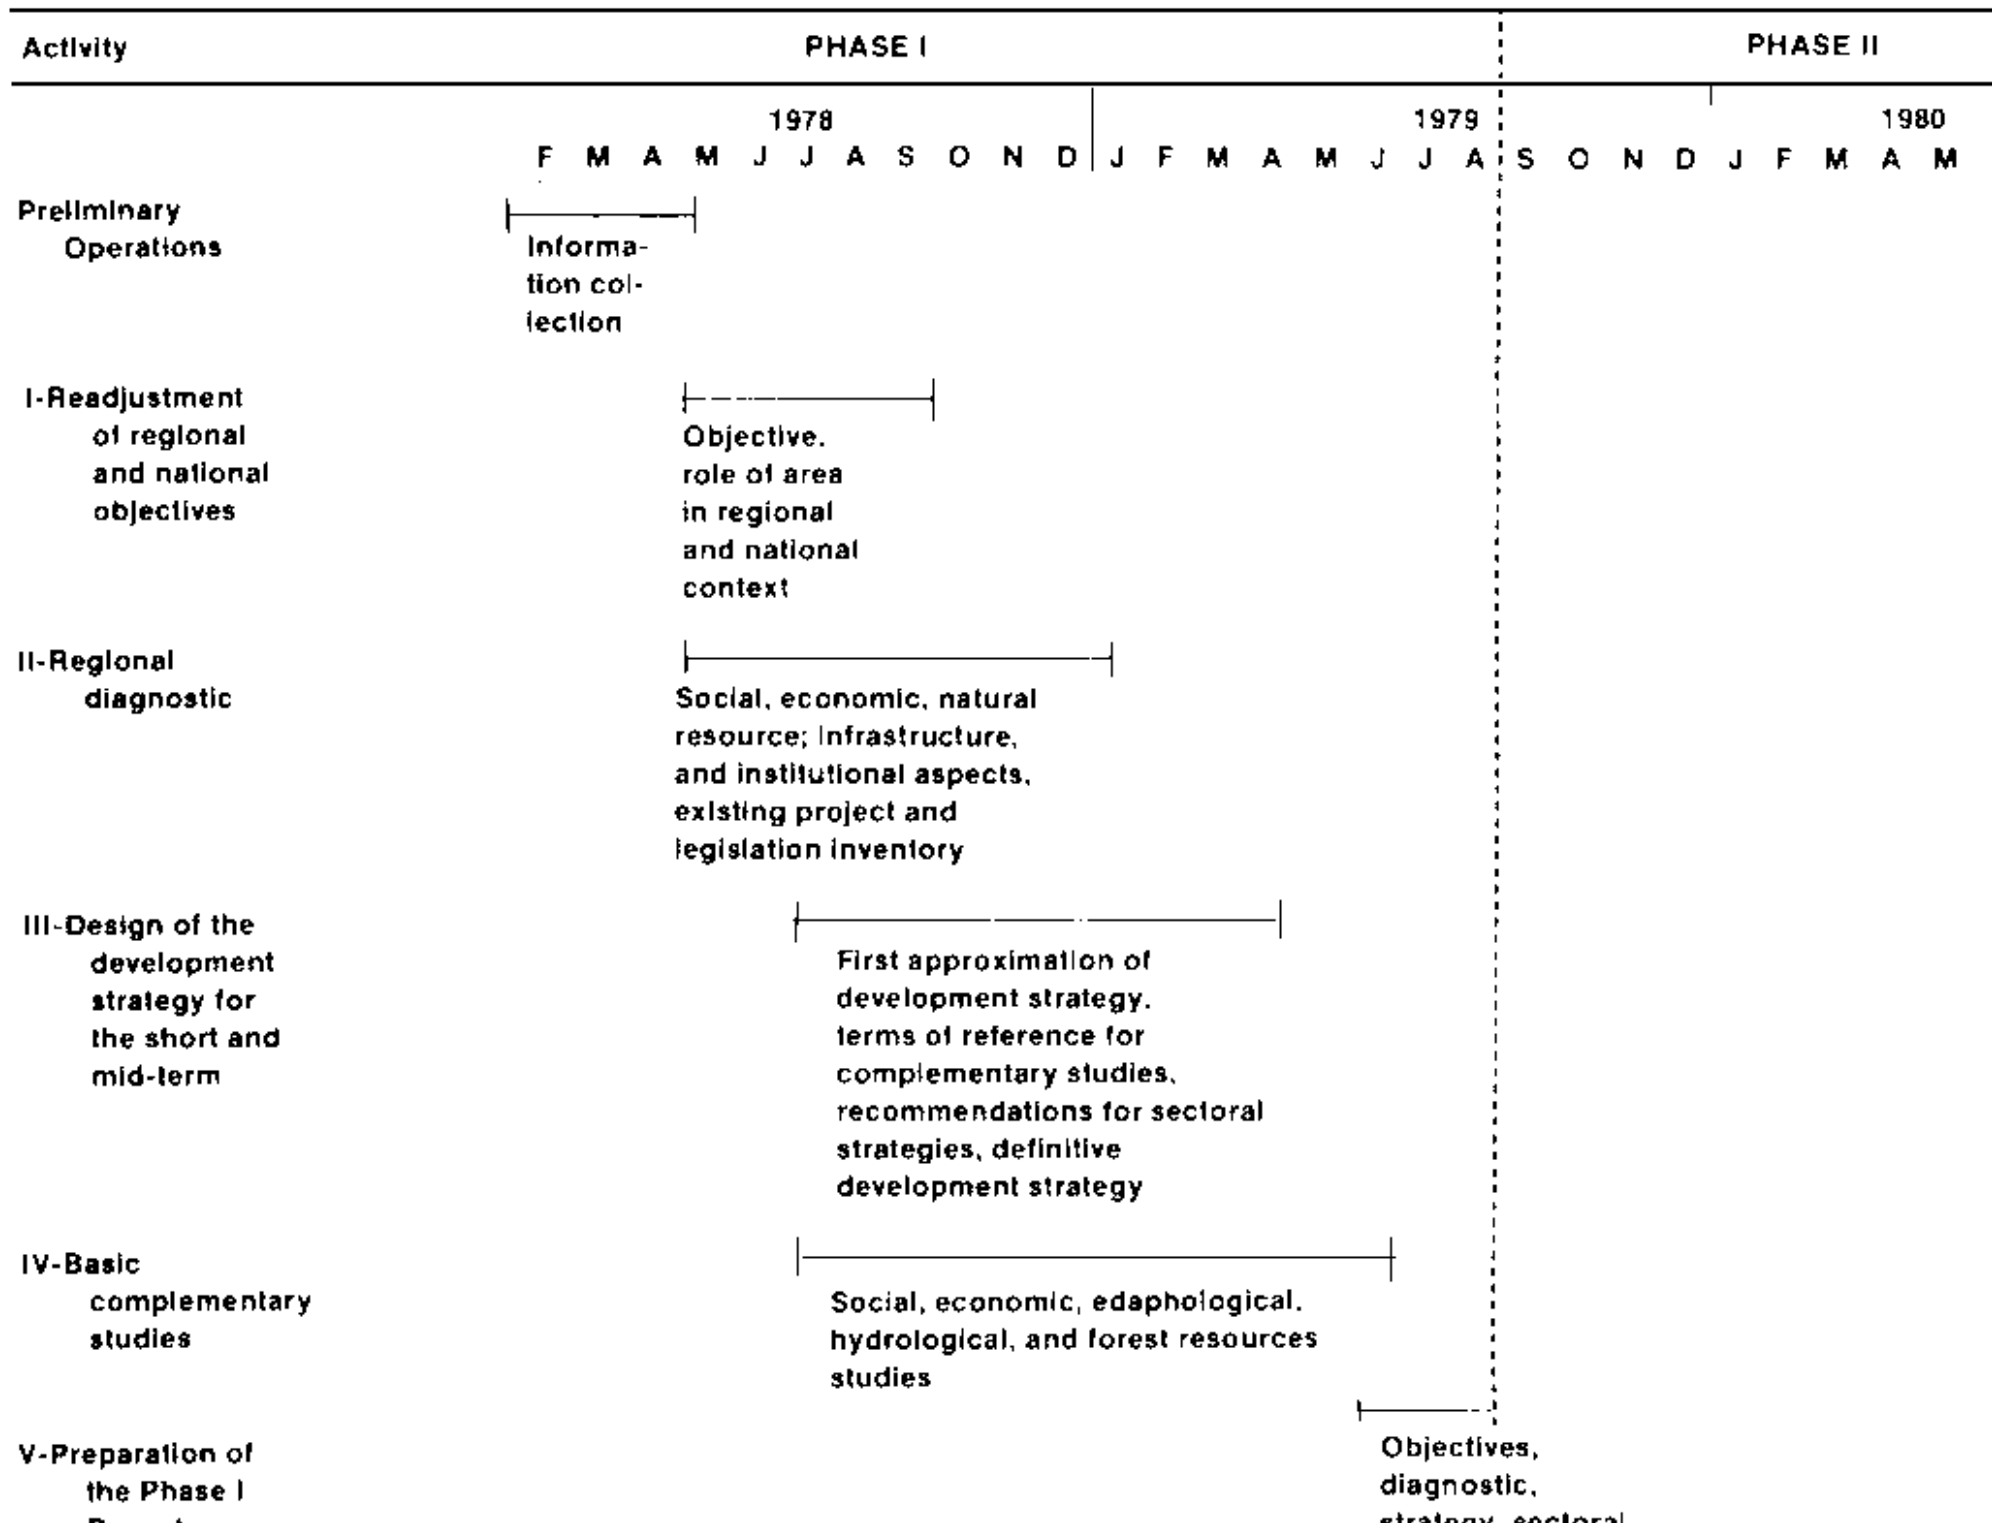 Activity PHASE I PHASE II
1978 1979 1980
F M A M J J A S O N D J F M A M J J A S O N D J F M A M
Preliminary
Operations
Informa-
tion col-
lection
I-Readjustment
of regional
and national
objectives
Objective.
role of area
in regional
and national
context
II-Regional
diagnostic
Social, economic, natural
resource; infrastructure,
and institutional aspects,
existing project and
legislation inventory
III-Design of the
development
strategy for
the short and
mid-term
First approximation of
development strategy.
terms of reference for
complementary studies,
recommendations for sectoral
strategies, definitive
development strategy
IV-Basic
complementary
studies
Social, economic, edaphological.
hydrological, and forest resources
studies
V-Preparation of
the Phase I
Objectives,
diagnostic,
strategy, sectoral